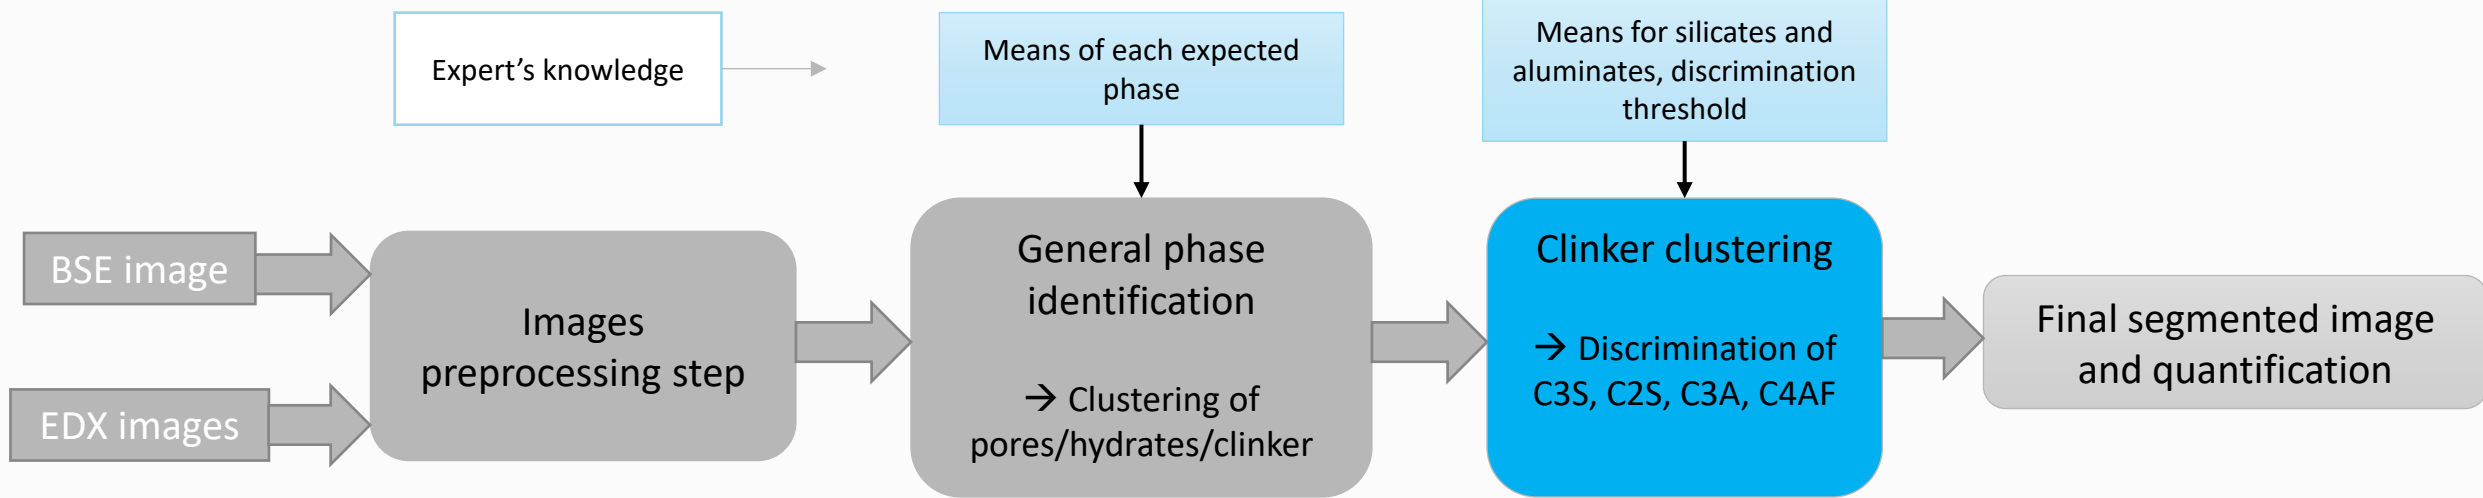 Expert’s knowledge
Means of each expected
phase
Means for silicates and
aluminates, discrimination
threshold
BSE image
EDX images
Images
preprocessing step
General phase
identification
→ Clustering of
pores/hydrates/clinker
Clinker clustering
→ Discrimination of
C3S, C2S, C3A, C4AF
Final segmented image
and quantification